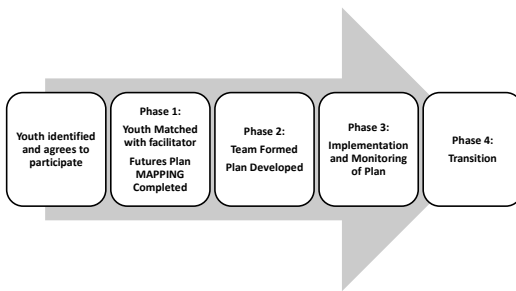 Youth identified
and agrees to
participate
Phase 1:
Youth Matched
with facilitator
Futures Plan
MAPPING
Completed
Phase 2:
Team Formed
Plan Developed
Phase 3:
Implementation
and Monitoring
of Plan
Phase 4:
Transition